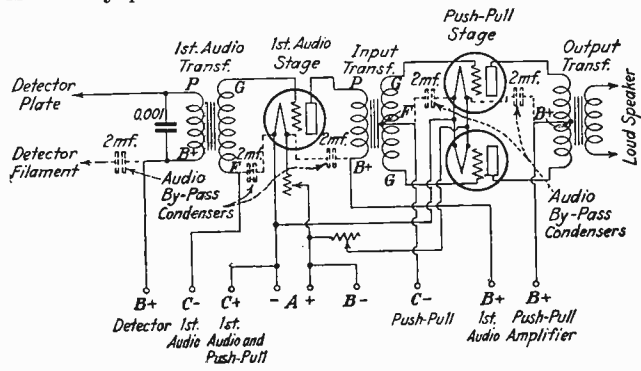 Push-Pull
Stage
1st. Audio
Transf.
1st. Audio
Stage
Input
Transf.
Output
Transf.
Detector
Plate
P
G
P
G
2mf.
2mf.
B+
Loud Speaker
0,001
F
2mf.
2mf.
2mf.
B+
F
B+
G
Detector
Filament
Audio
By-Pass
Condensers
Audio
By-Pass
Condensers
B+
C-
C+
- A +
B-
C-
B+
B+
Detector
1st.
Audio
1st.
Audio and
Push-Pull
Push-Pull
1st.
Audio
Push-Pull
Amplifier